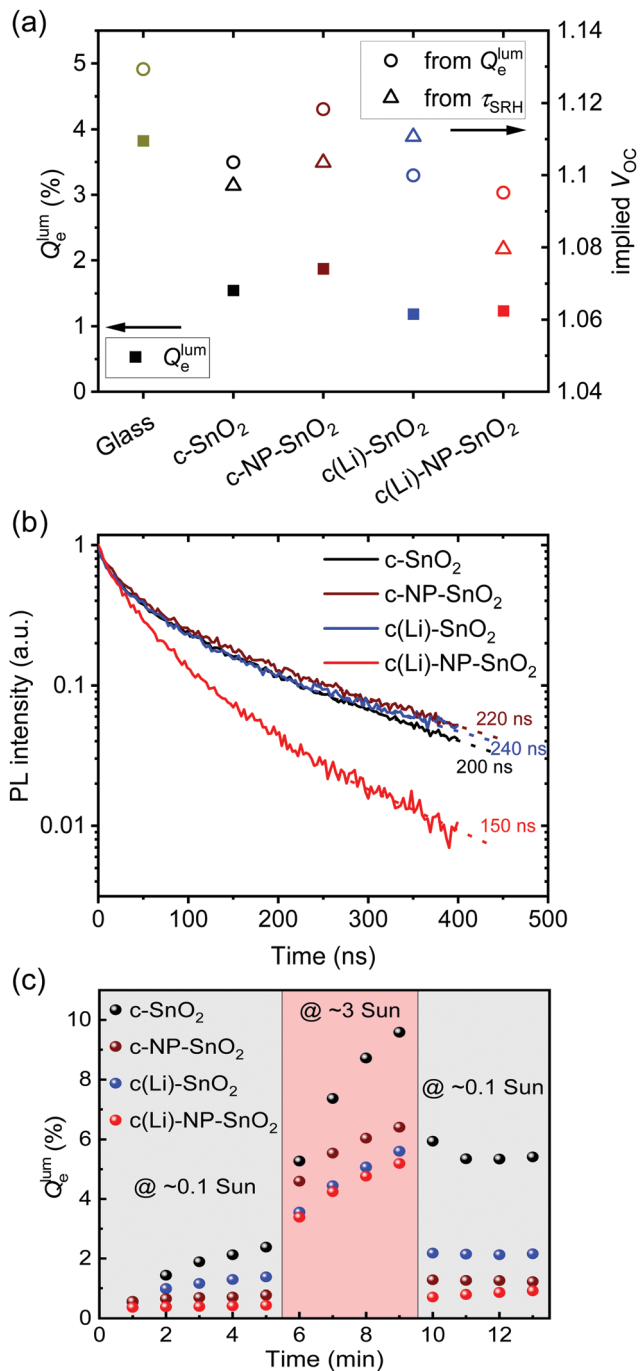 (a)
5
4
3
2
1
0
Q_e^lum (%)
1.14
1.12
1.10
1.08
1.06
1.04
implied V_OC
from Q_e^lum
from τ_SRH
Q_e^lum
Glass
c-SnO₂
c-NP-SnO₂
c(Li)-SnO₂
c(Li)-NP-SnO₂
(b)
1
0.1
0.01
PL intensity (a.u.)
c-SnO₂
c-NP-SnO₂
c(Li)-SnO₂
c(Li)-NP-SnO₂
220 ns
240 ns
200 ns
150 ns
0 100 200 300 400 500
Time (ns)
(c)
10
8
6
4
2
0
Q_e^lum (%)
c-SnO₂
c-NP-SnO₂
c(Li)-SnO₂
c(Li)-NP-SnO₂
@ ~0.1 Sun
@ ~3 Sun
@ ~0.1 Sun
0 2 4 6 8 10 12
Time (min)